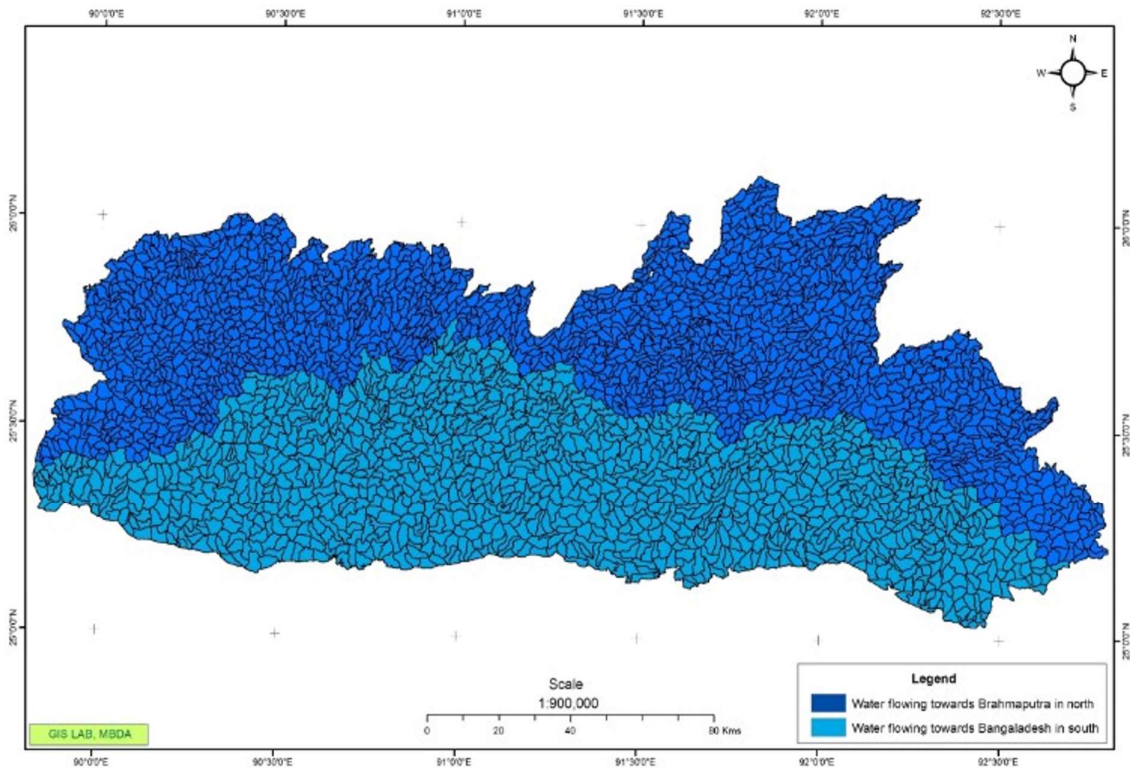 90°0'0"E 90°30'0"E 91°0'0"E 91°30'0"E 92°0'0"E 92°30'0"E
N
W E
S
26°0'0"N 26°0'0"N
25°30'0"N 25°30'0"N
25°0'0"N 25°0'0"N
Legend
Water flowing towards Brahmaputra in north
Water flowing towards Bangaladesh in south
Scale
1:900,000
0 20 40 80 Kms
GIS LAB, MBDA
90°0'0"E 90°30'0"E 91°0'0"E 91°30'0"E 92°0'0"E 92°30'0"E